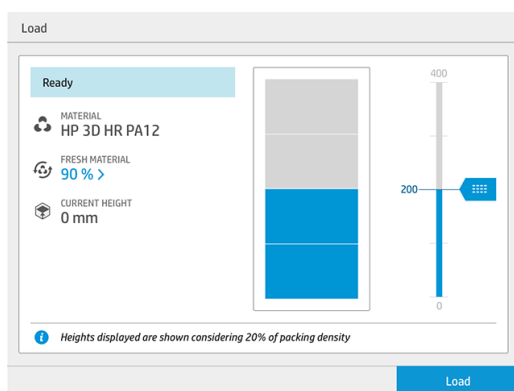 Load
Ready
MATERIAL
HP 3D HR PA12
FRESH MATERIAL
90 % >
CURRENT HEIGHT
0 mm
400
200
0
i
Heights displayed are shown considering 20% of packing density
Load